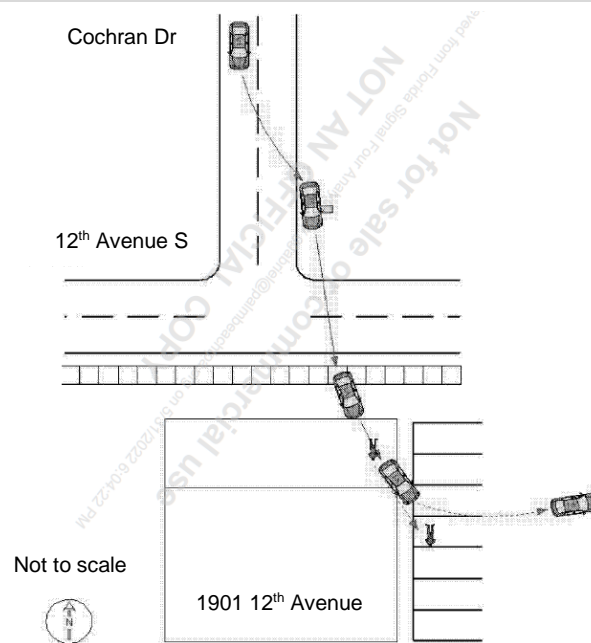 Cochran Dr
12th Avenue S
NOT AN OFFICIAL COPY
Not for sale or commercial use
Not to scale
N
1901 12th Avenue